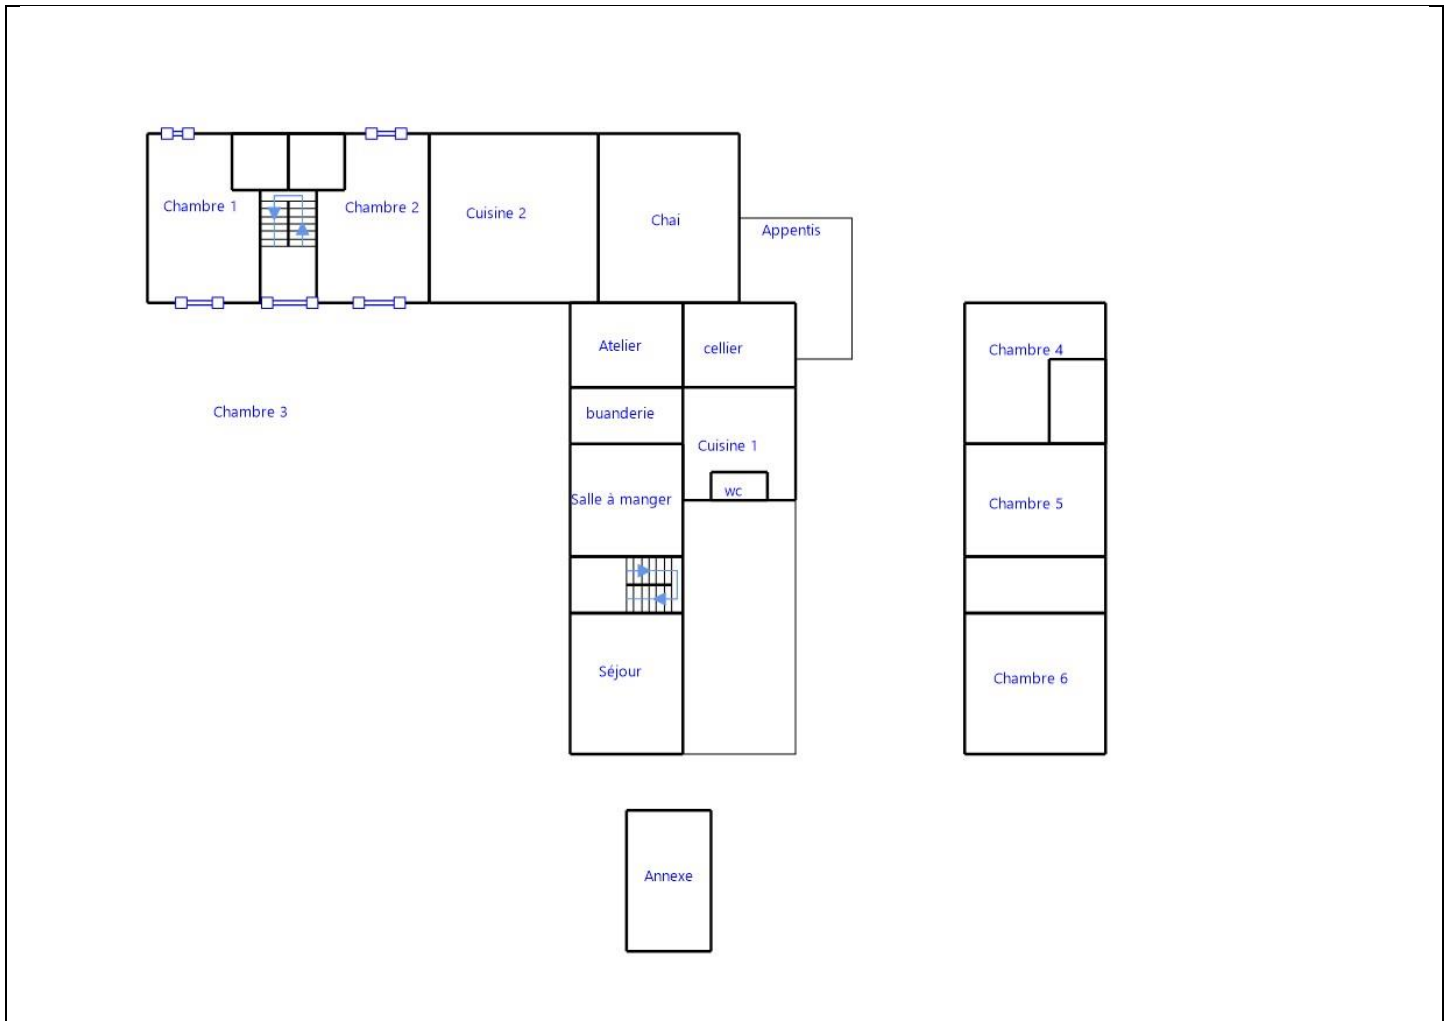 Chambre 1
Chambre 2
Cuisine 2
Chai
Appentis
Atelier
cellier
Chambre 4
Chambre 3
buanderie
Cuisine 1
wc
Salle à manger
Chambre 5
Séjour
Chambre 6
Annexe